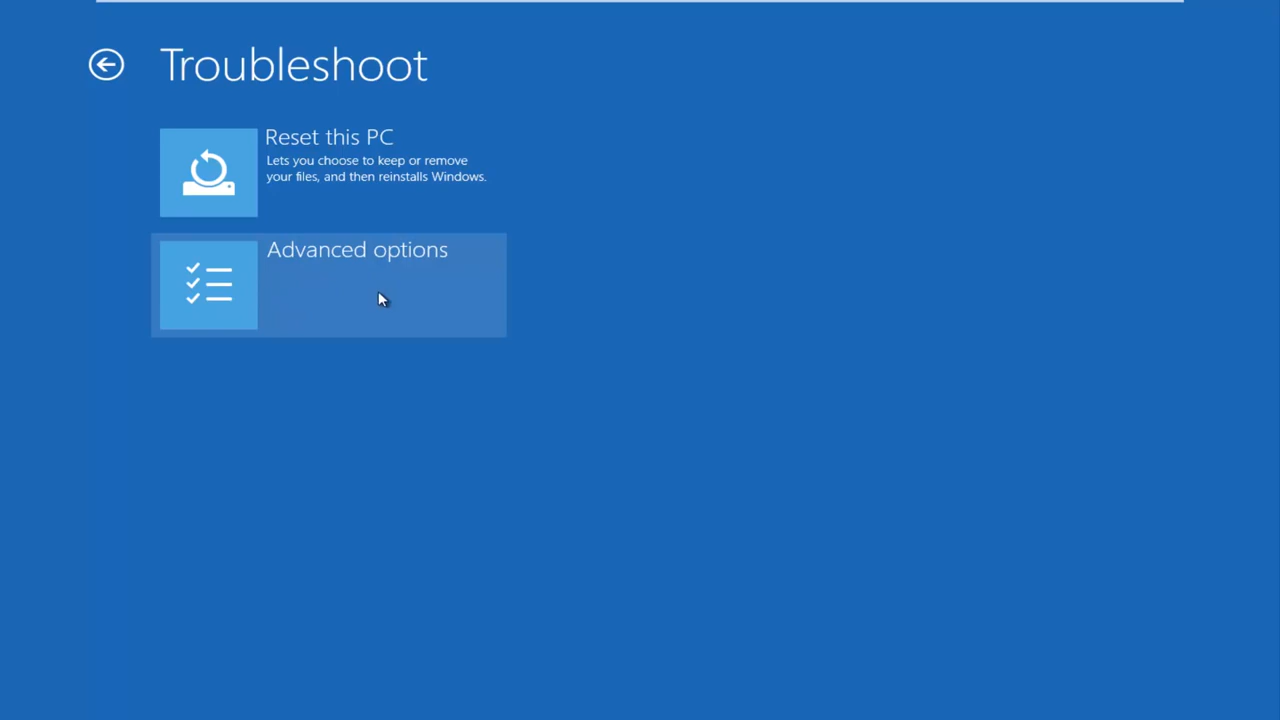 Troubleshoot
Reset this PC
Lets you choose to keep or remove
your files, and then reinstalls Windows.
Advanced options